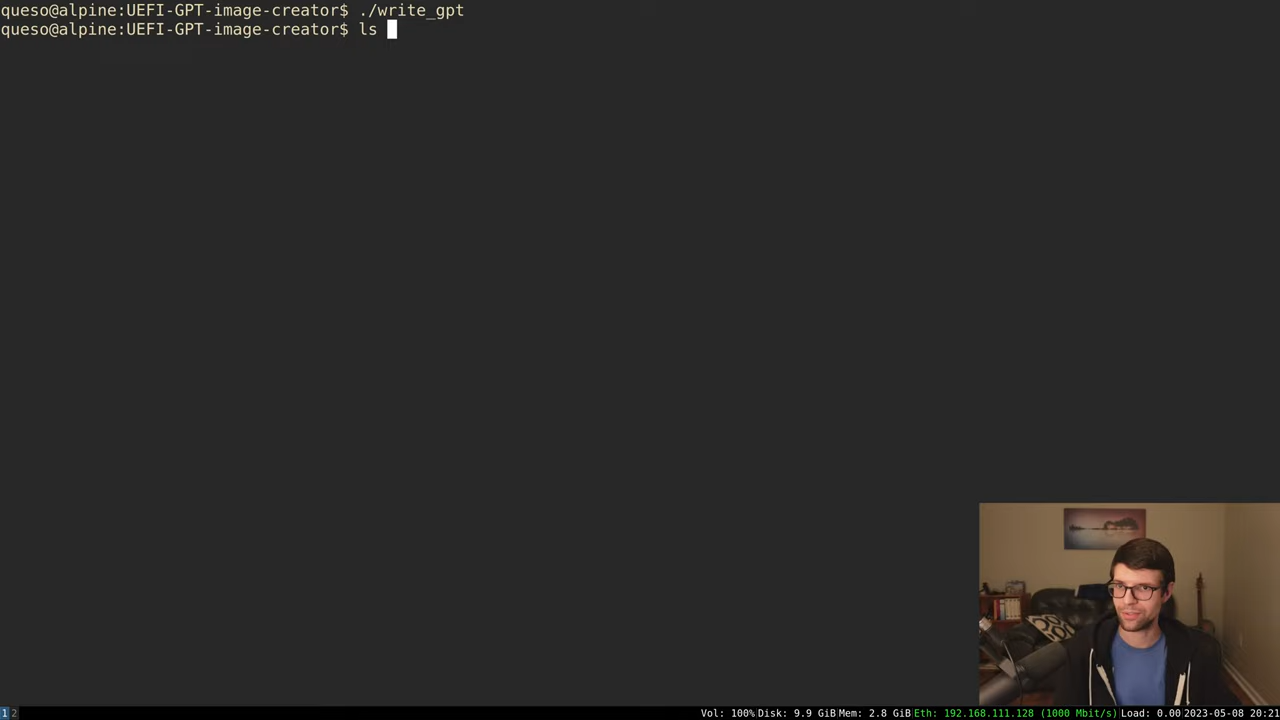 queso@alpine:UEFI-GPT-image-creator$ ./write_gpt
queso@alpine:UEFI-GPT-image-creator$ ls
1 2 Vol: 100% Disk: 9.9 GiB Mem: 2.8 GiB Eth: 192.168.111.128 (1000 Mbit/s) Load: 0.00 2023-05-08 20:21